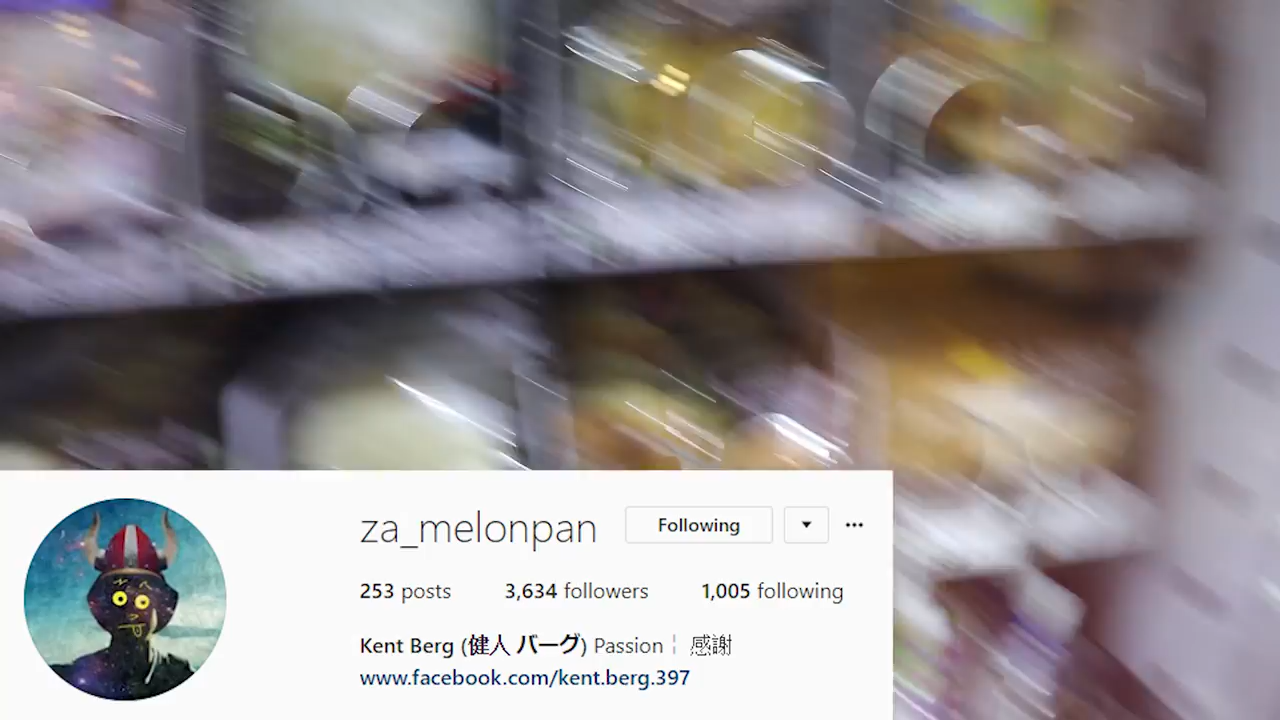 za_melonpan Following
253 posts 3,634 followers 1,005 following
Kent Berg (健人 バーグ) Passion ¦ 感謝
www.facebook.com/kent.berg.397